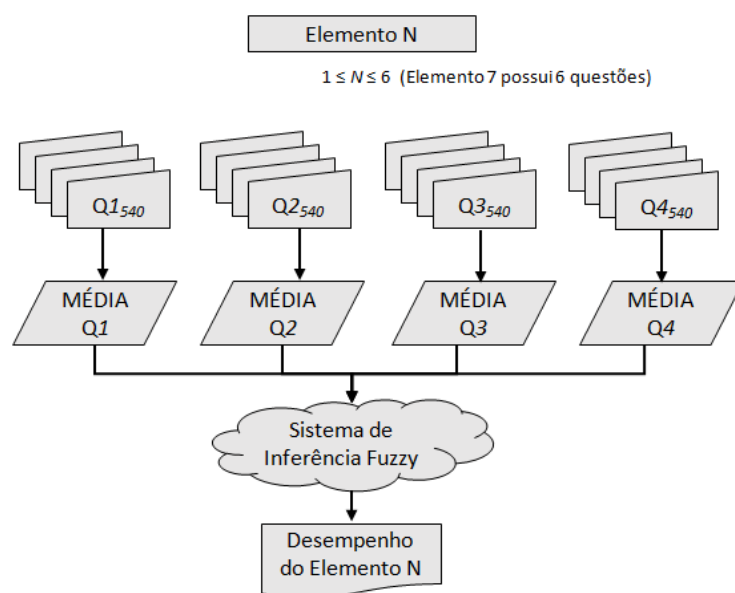 Elemento N
1 ≤ N ≤ 6 (Elemento 7 possui 6 questões)
Q1540
Q2540
Q3540
Q4540
MÉDIA
Q1
MÉDIA
Q2
MÉDIA
Q3
MÉDIA
Q4
Sistema de
Inferência Fuzzy
Desempenho
do Elemento N